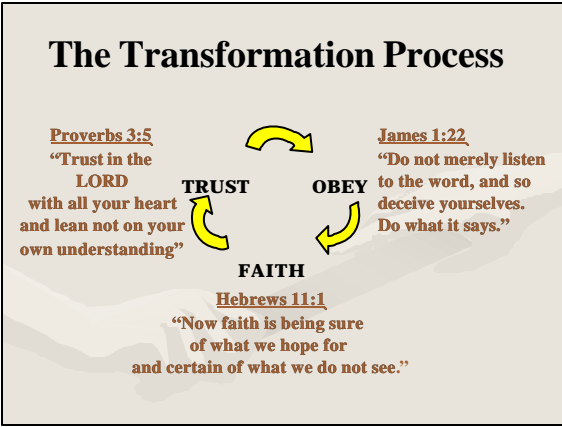 The Transformation Process
Proverbs 3:5
“Trust in the
LORD
with all your heart
and lean not on your
own understanding”
TRUST
OBEY
James 1:22
“Do not merely listen
to the word, and so
deceive yourselves.
Do what it says.”
FAITH
Hebrews 11:1
“Now faith is being sure
of what we hope for
and certain of what we do not see.”